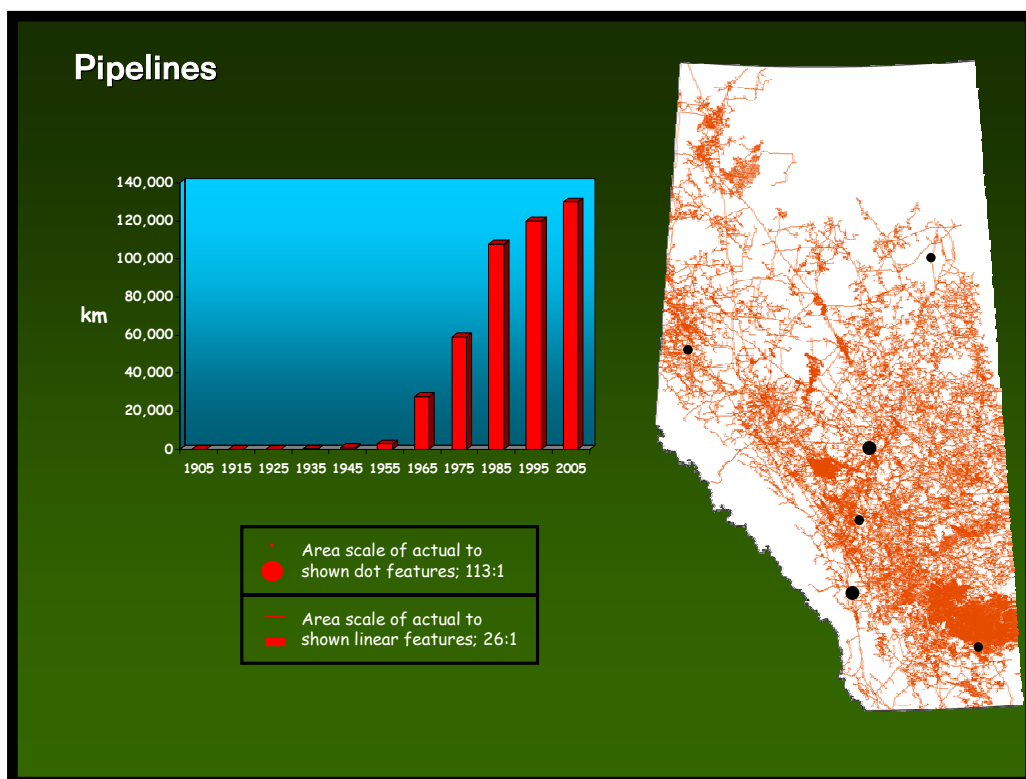 Pipelines
140,000
120,000
100,000
80,000
60,000
40,000
20,000
0
km
1905 1915 1925 1935 1945 1955 1965 1975 1985 1995 2005
Area scale of actual to
shown dot features; 113:1
Area scale of actual to
shown linear features; 26:1